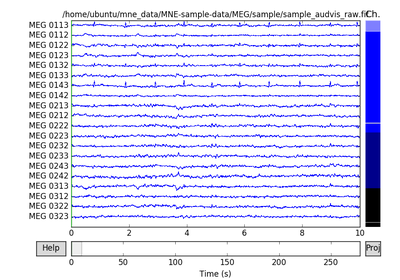 /home/ubuntu/mne_data/MNE-sample-data/MEG/sample/sample_audvis_raw.fif
Ch.
MEG 0113
MEG 0112
MEG 0122
MEG 0123
MEG 0132
MEG 0133
MEG 0143
MEG 0142
MEG 0213
MEG 0212
MEG 0222
MEG 0223
MEG 0232
MEG 0233
MEG 0243
MEG 0242
MEG 0313
MEG 0312
MEG 0322
MEG 0323
0 2 4 6 8 10
Help
Proj
0 50 100 150 200 250
Time (s)